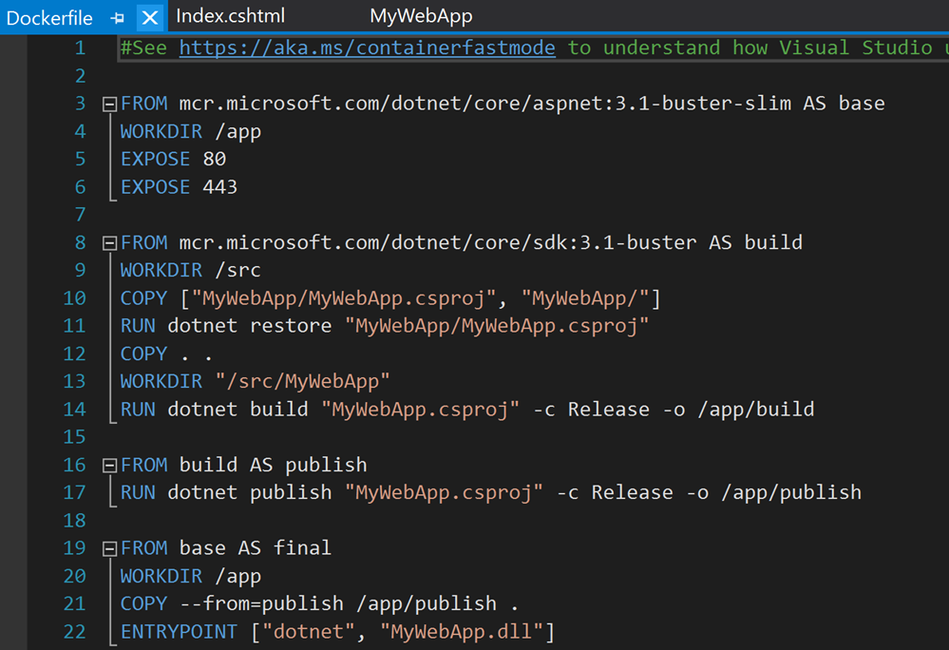 Dockerfile Index.cshtml MyWebApp
1 #See https://aka.ms/containerfastmode to understand how Visual Studio
2
3 FROM mcr.microsoft.com/dotnet/core/aspnet:3.1-buster-slim AS base
4 WORKDIR /app
5 EXPOSE 80
6 EXPOSE 443
7
8 FROM mcr.microsoft.com/dotnet/core/sdk:3.1-buster AS build
9 WORKDIR /src
10 COPY ["MyWebApp/MyWebApp.csproj", "MyWebApp/"]
11 RUN dotnet restore "MyWebApp/MyWebApp.csproj"
12 COPY . .
13 WORKDIR "/src/MyWebApp"
14 RUN dotnet build "MyWebApp.csproj" -c Release -o /app/build
15
16 FROM build AS publish
17 RUN dotnet publish "MyWebApp.csproj" -c Release -o /app/publish
18
19 FROM base AS final
20 WORKDIR /app
21 COPY --from=publish /app/publish .
22 ENTRYPOINT ["dotnet", "MyWebApp.dll"]